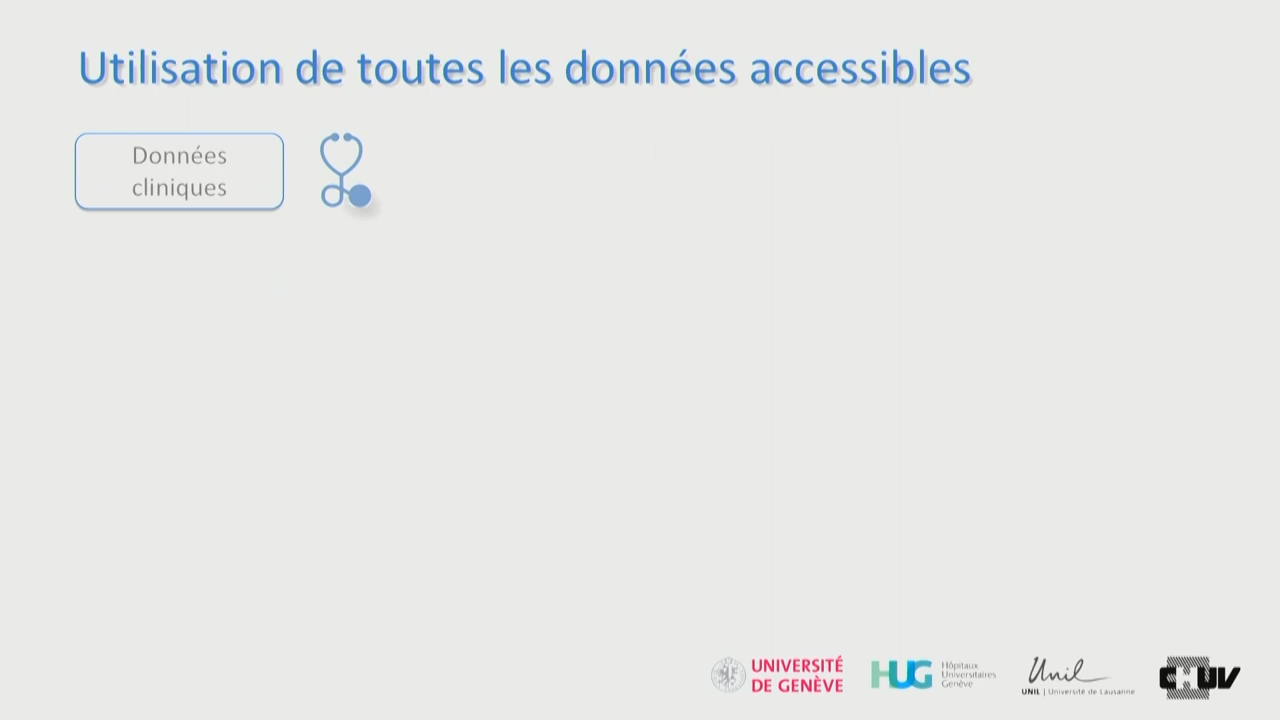 Utilisation de toutes les données accessibles
Données
cliniques
UNIVERSITÉ
DE GENÈVE
HUG
Hôpitaux
Universitaires
Genève
Unil
UNIL | Université de Lausanne
CHUV